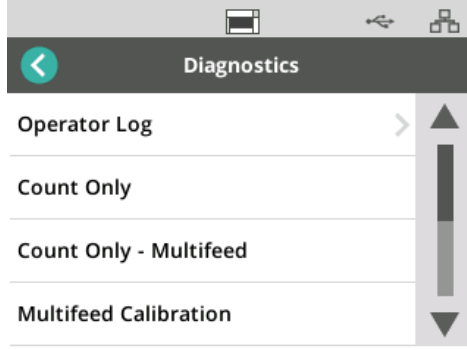 Diagnostics
Operator Log
Count Only
Count Only - Multifeed
Multifeed Calibration